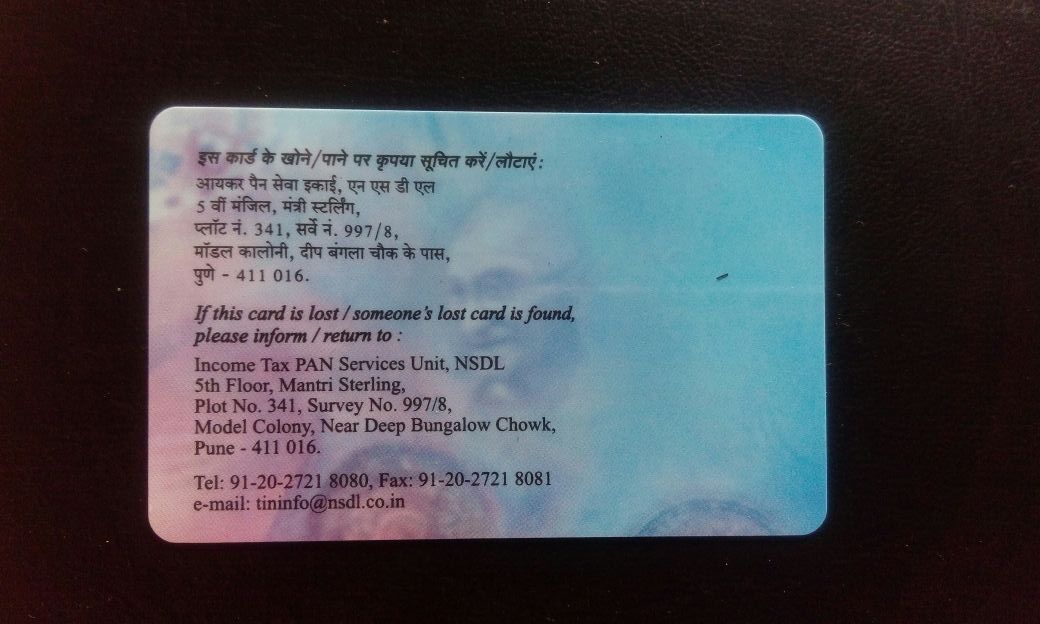 इस कार्ड के खोने/पाने पर कृपया सूचित करें/लौटाएं:
आयकर पैन सेवा इकाई, एन एस डी एल
5 वीं मंजिल, मंत्री स्टर्लिंग,
प्लॉट नं. 341, सर्वे नं. 997/8,
मॉडल कालोनी, दीप बंगला चौक के पास,
पुणे - 411 016.
If this card is lost / someone's lost card is found,
please inform / return to :
Income Tax PAN Services Unit, NSDL
5th Floor, Mantri Sterling,
Plot No. 341, Survey No. 997/8,
Model Colony, Near Deep Bungalow Chowk,
Pune - 411 016.
Tel: 91-20-2721 8080, Fax: 91-20-2721 8081
e-mail: tininfo@nsdl.co.in